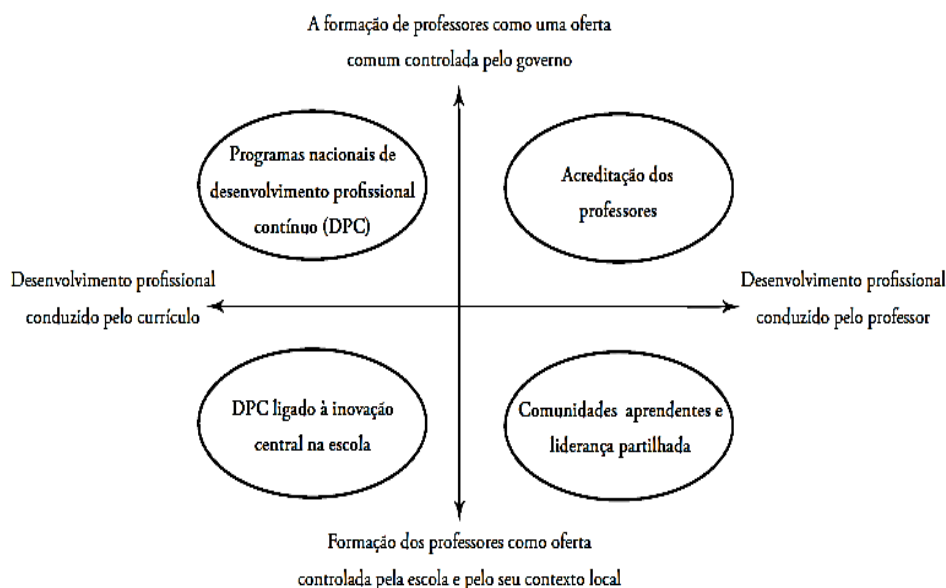 A formação de professores como uma oferta
comum controlada pelo governo
Programas nacionais de
desenvolvimento profissional
contínuo (DPC)
Acreditação dos
professores
Desenvolvimento profissional
conduzido pelo currículo
Desenvolvimento profissional
conduzido pelo professor
DPC ligado à inovação
central na escola
Comunidades aprendentes e
liderança partilhada
Formação dos professores como oferta
controlada pela escola e pelo seu contexto local